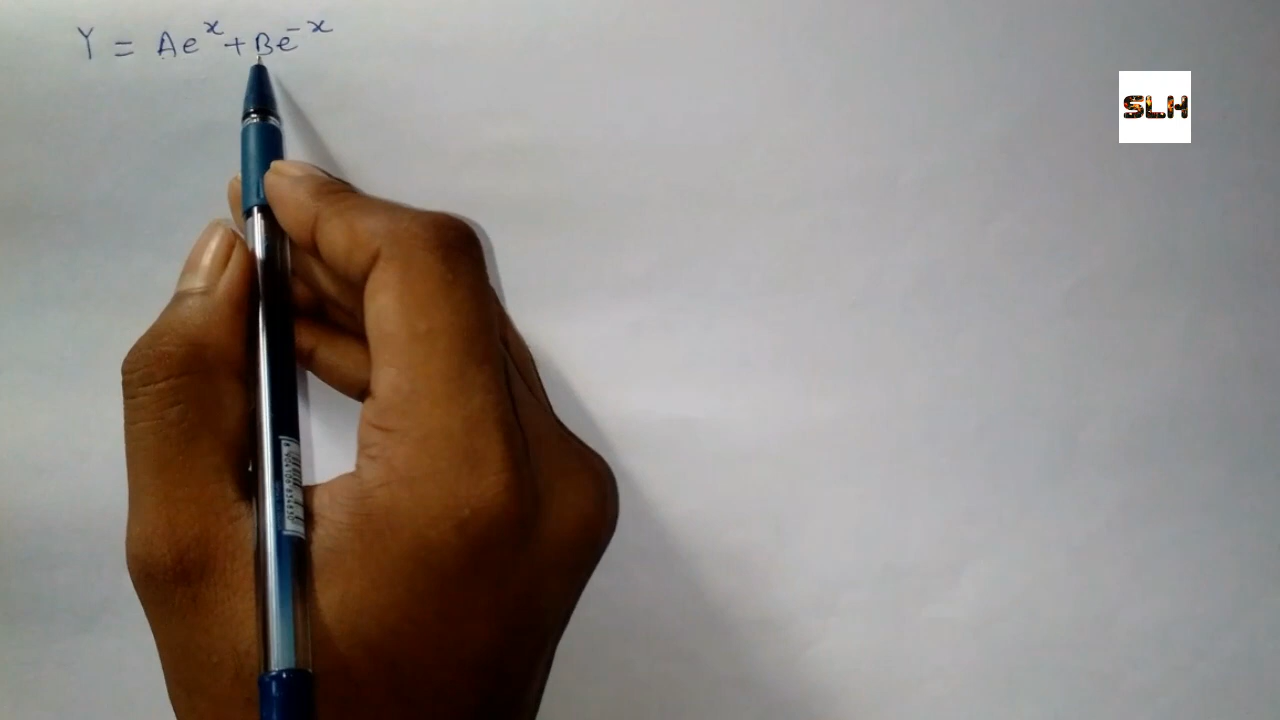 Y = Ae^x + Be^-x
SLH